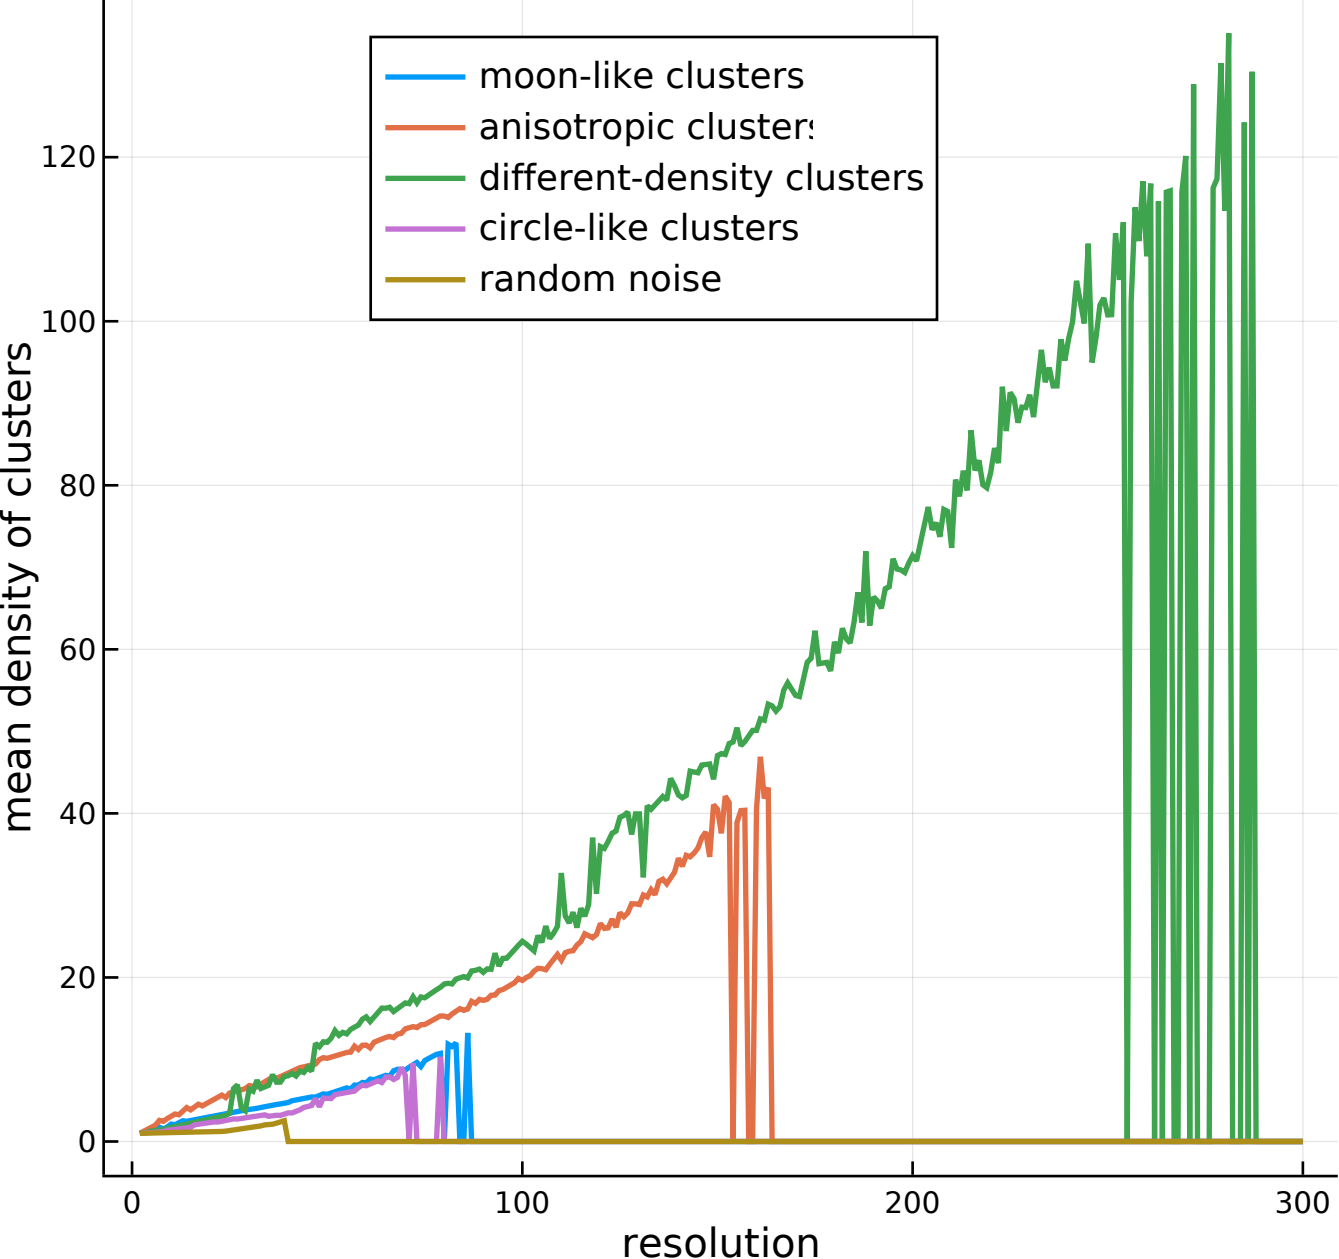 moon-like clusters
anisotropic clusters
different-density clusters
circle-like clusters
random noise
120
100
80
60
40
20
0
mean density of clusters
0 100 200 300
resolution